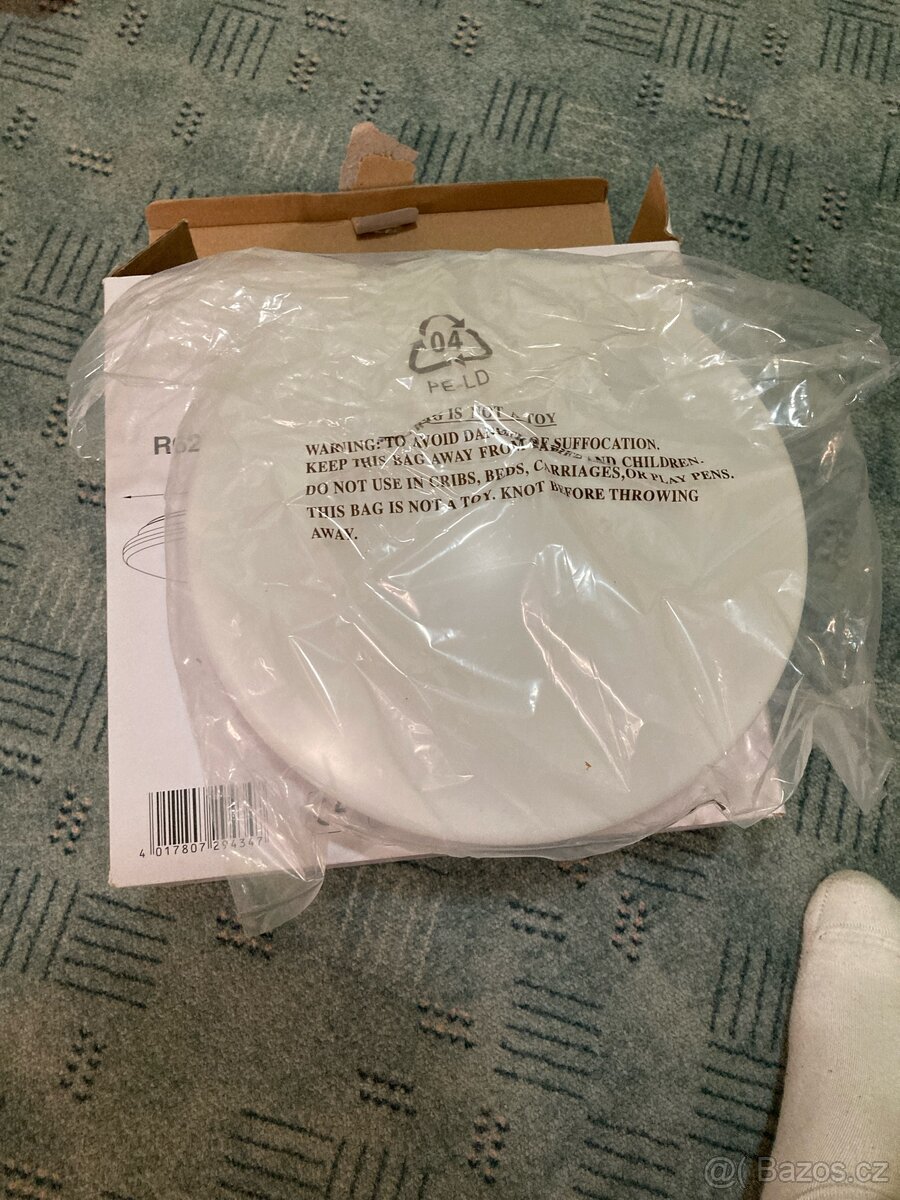 04
PE-LD
BAG IS NOT A TOY
WARNING: TO AVOID DANGER OF SUFFOCATION.
KEEP THIS BAG AWAY FROM BABIES AND CHILDREN.
DO NOT USE IN CRIBS, BEDS, CARRIAGES,OR PLAY PENS.
THIS BAG IS NOT A TOY. KNOT BEFORE THROWING
AWAY.
R62
4 017807 294347
@( Bazos.cz